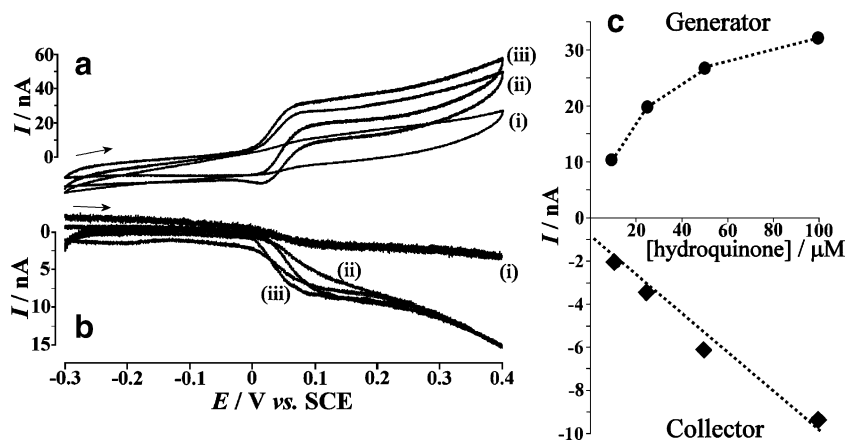 a
I / nA
60
40
20
0
(iii)
(ii)
(i)
b
I / nA
0
5
10
15
(i)
(ii)
(iii)
-0.3 -0.2 -0.1 0 0.1 0.2 0.3 0.4
E / V vs. SCE
c
Generator
30
20
10
0
I / nA
20 40 60 80 100
[hydroquinone] / µM
-2
-4
-6
-8
-10
Collector